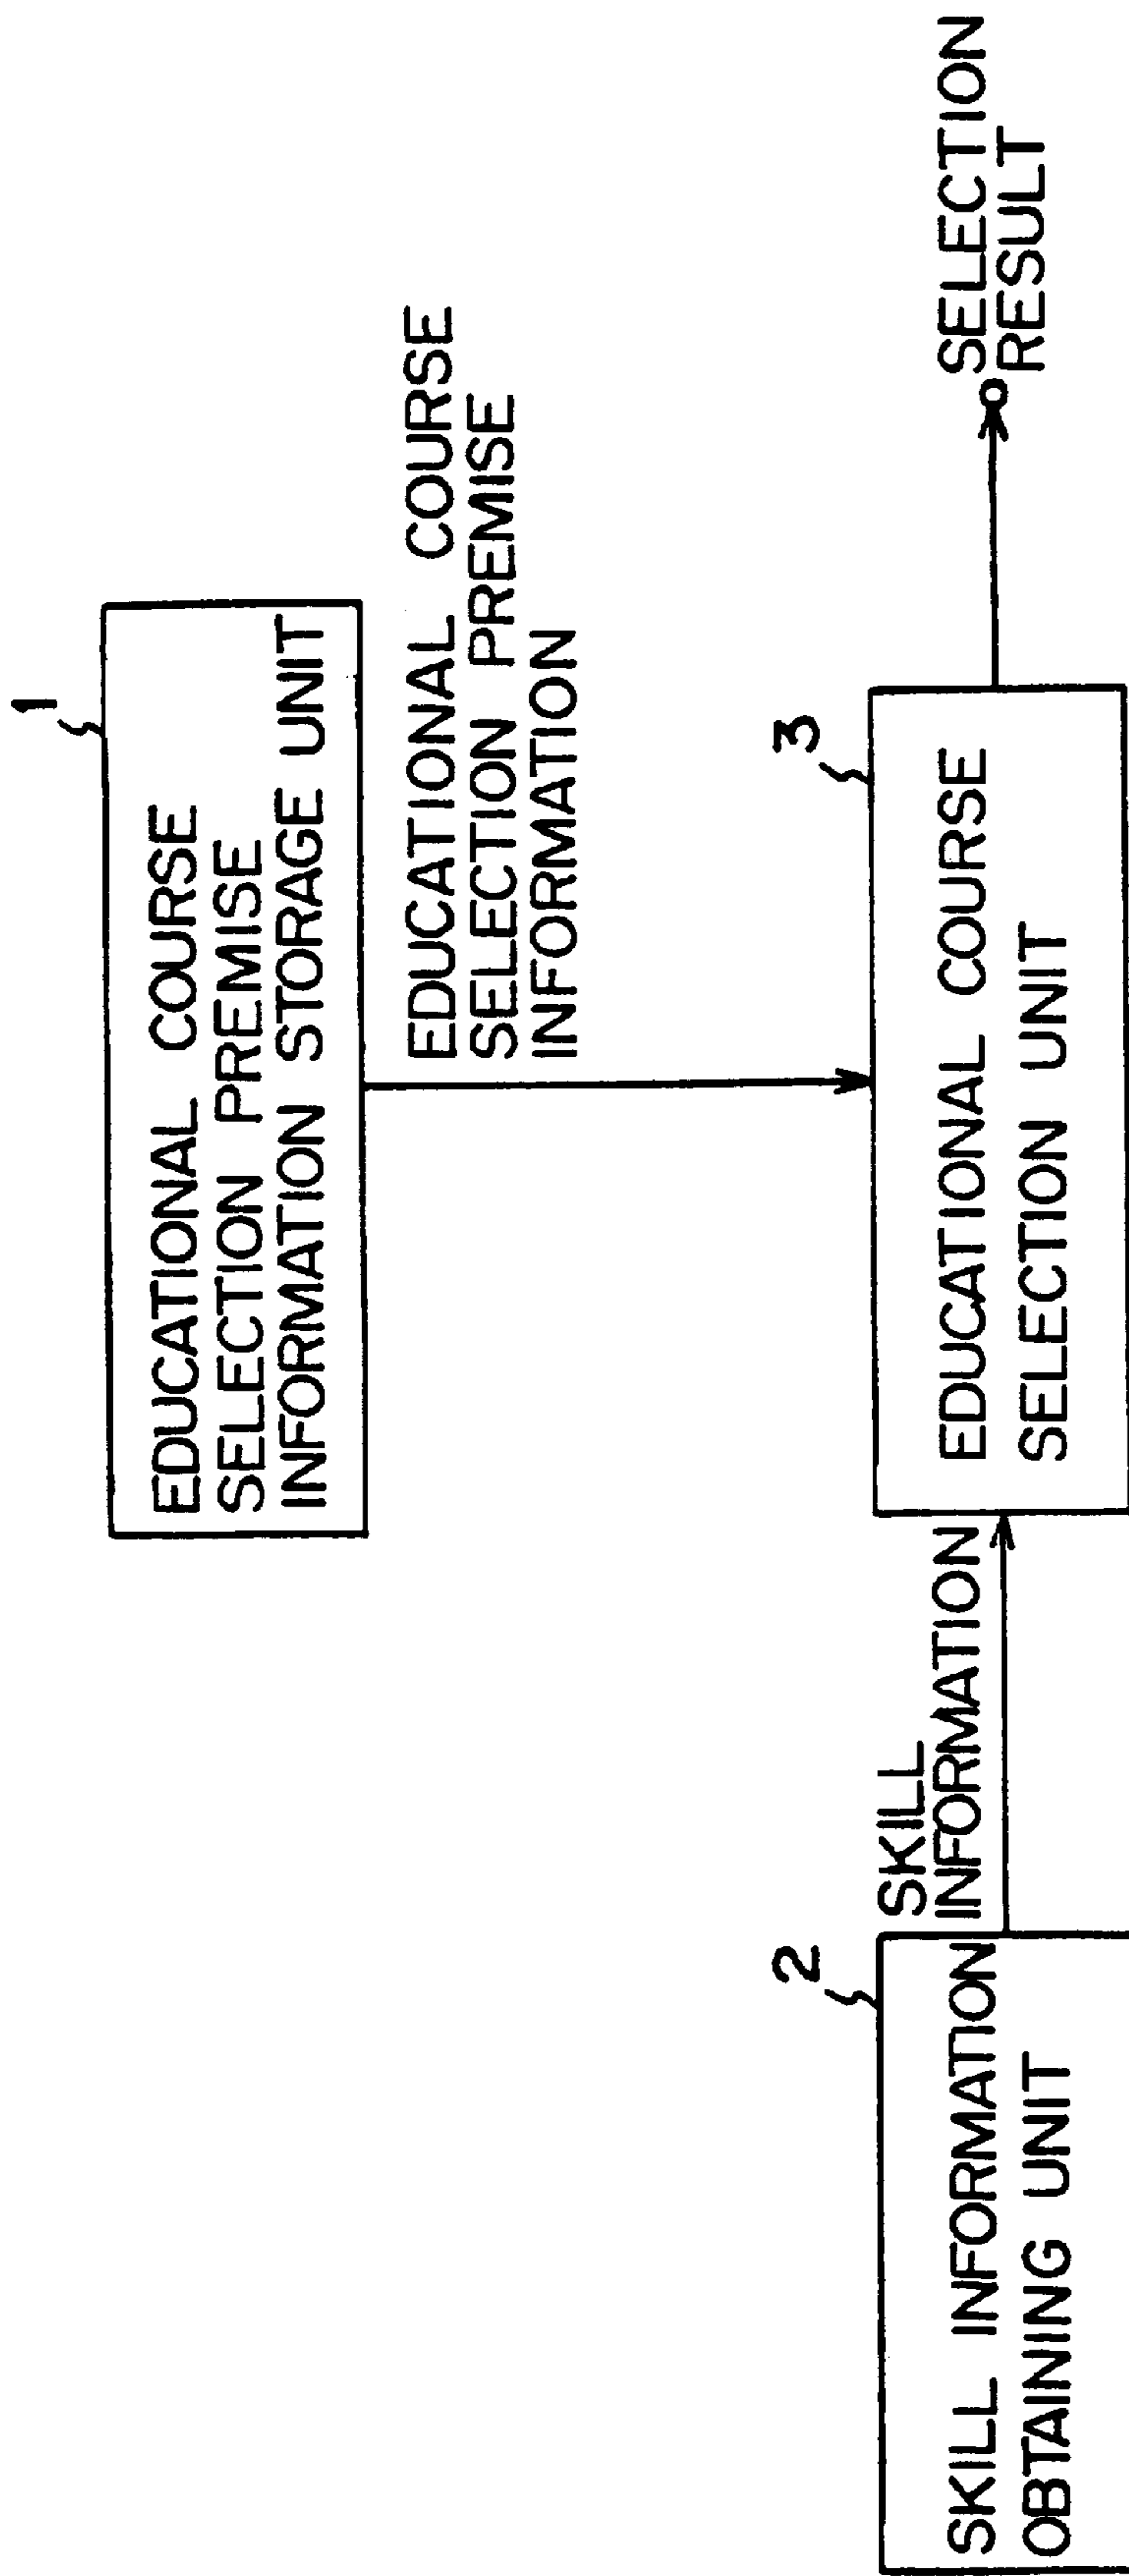 1
EDUCATIONAL COURSE
SELECTION PREMISE
INFORMATION STORAGE UNIT
EDUCATIONAL COURSE
SELECTION PREMISE
INFORMATION
2
SKILL INFORMATION
OBTAINING UNIT
SKILL
INFORMATION
3
EDUCATIONAL COURSE
SELECTION UNIT
SELECTION
RESULT